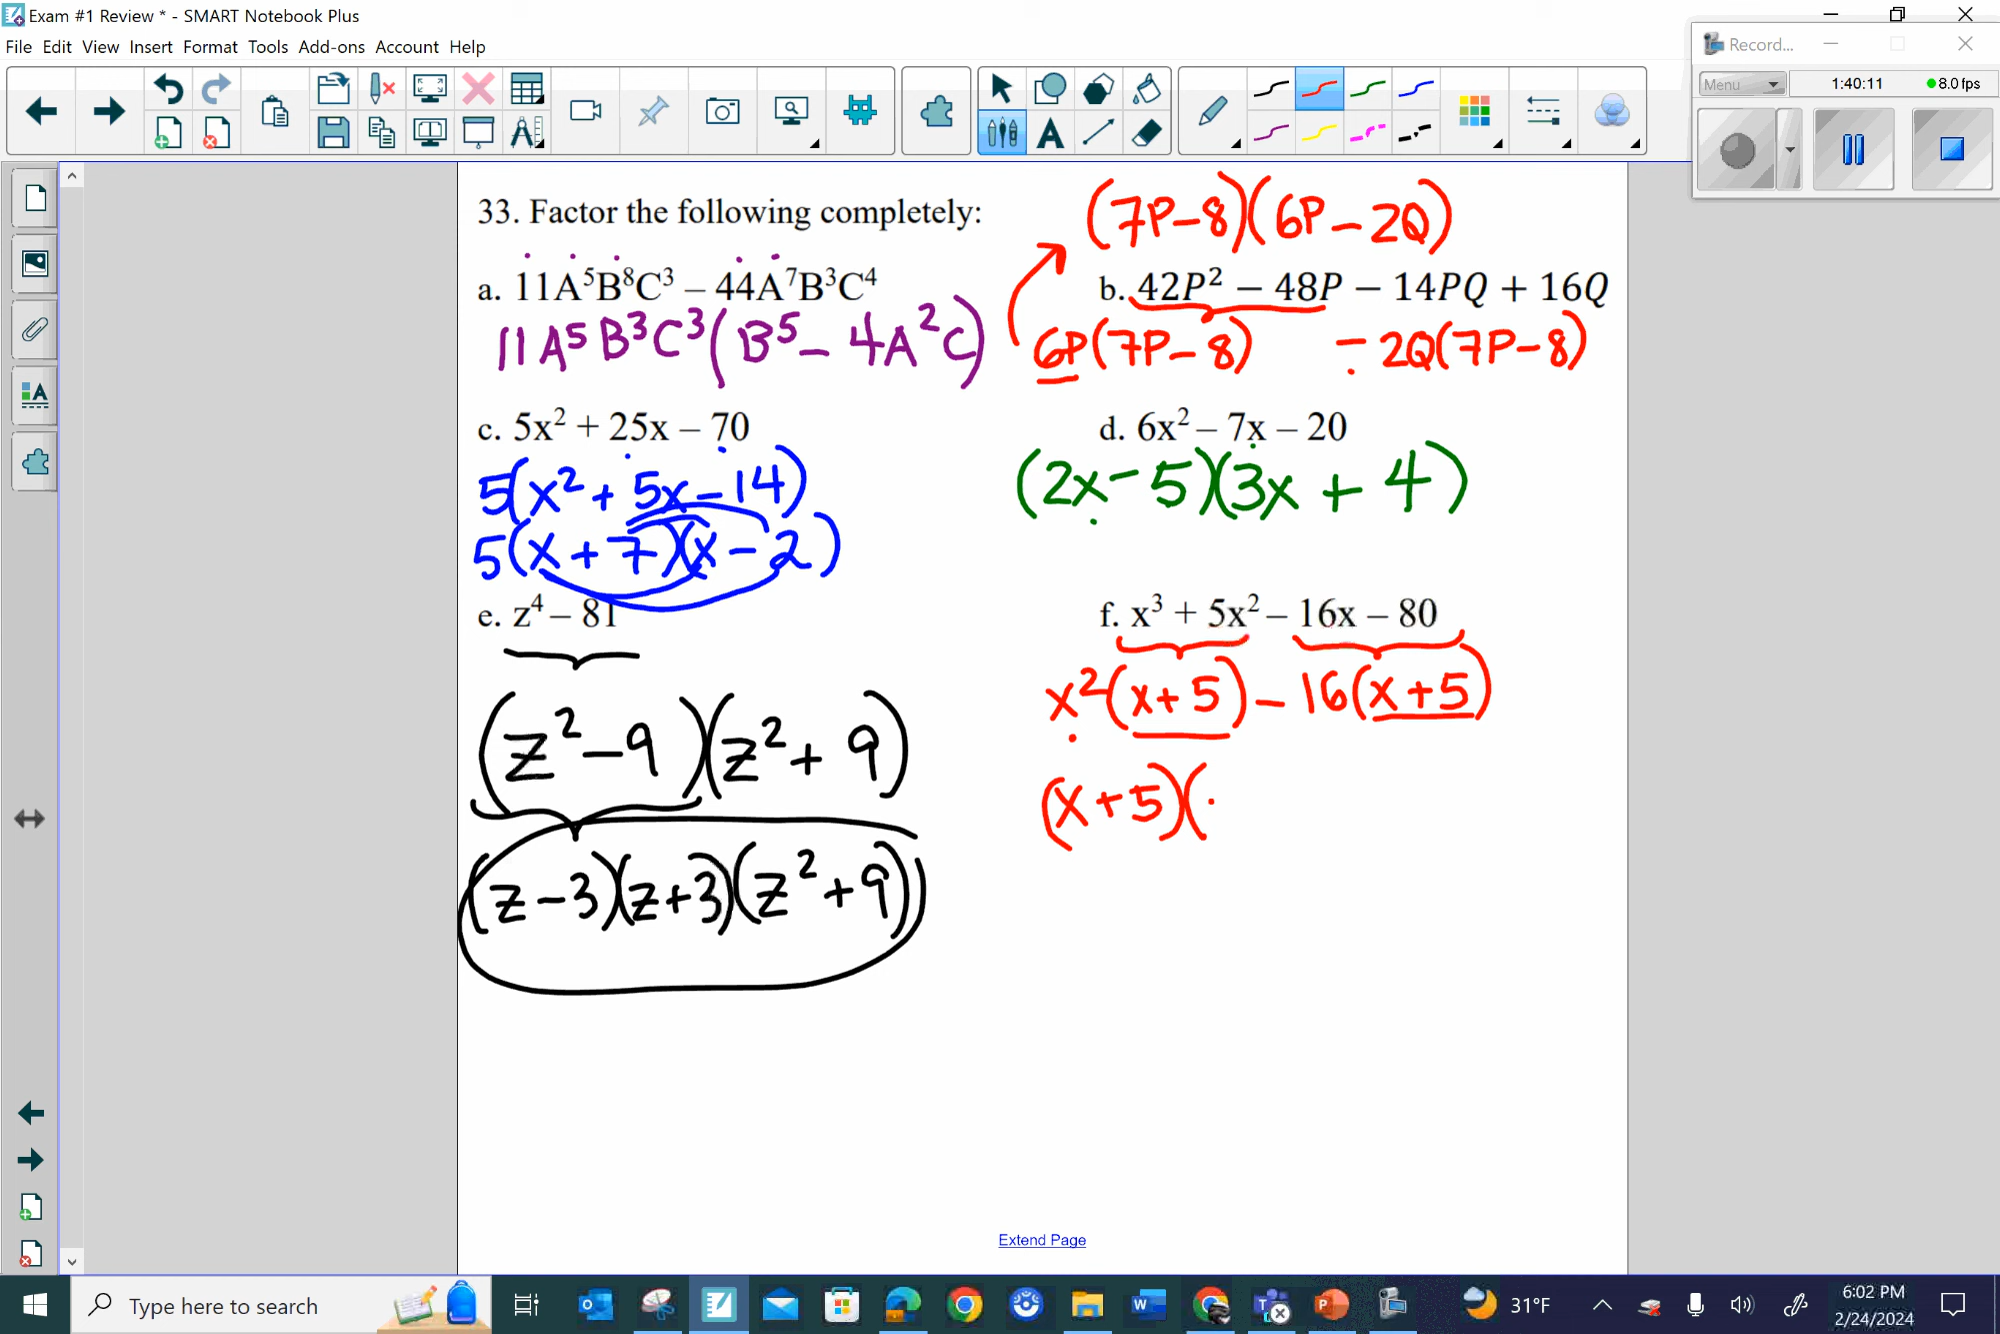 Exam #1 Review * - SMART Notebook Plus
File Edit View Insert Format Tools Add-ons Account Help
Record...
Menu 1:40:11 8.0 fps
33. Factor the following completely:
(7P-8)(6P-2Q)
a. 11A⁵B⁸C³ – 44A⁷B³C⁴
b. 42P² − 48P − 14PQ + 16Q
11A⁵B³C³(B⁵ - 4A²C)
6P(7P-8) - 2Q(7P-8)
c. 5x² + 25x – 70
d. 6x² – 7x – 20
5(x² + 5x - 14)
(2x - 5)(3x + 4)
5(x + 7)(x - 2)
e. z⁴ – 81
f. x³ + 5x² – 16x – 80
x²(x+5) - 16(x+5)
(z² - 9)(z² + 9)
(x+5)(
(z-3)(z+3)(z²+9)
Extend Page
Type here to search
31°F
6:02 PM
2/24/2024